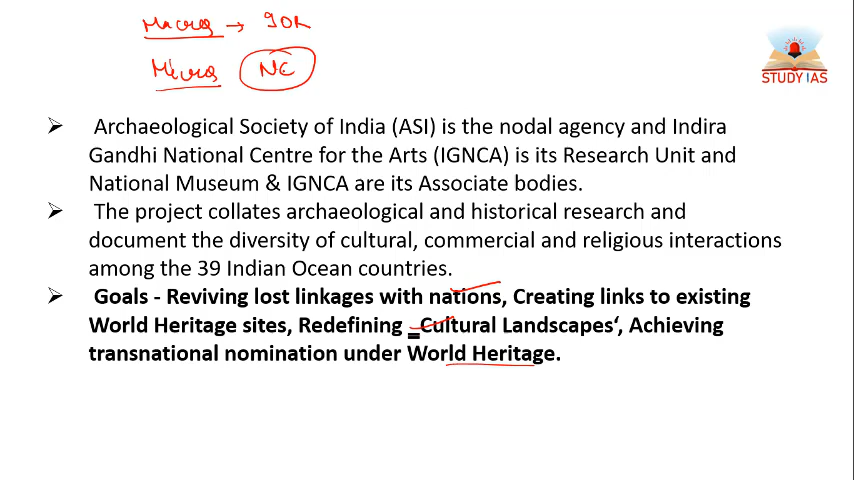 Macro → IOR
Micro NC
STUDY IAS
➢ Archaeological Society of India (ASI) is the nodal agency and Indira
Gandhi National Centre for the Arts (IGNCA) is its Research Unit and
National Museum & IGNCA are its Associate bodies.
➢ The project collates archaeological and historical research and
document the diversity of cultural, commercial and religious interactions
among the 39 Indian Ocean countries.
➢ Goals - Reviving lost linkages with nations, Creating links to existing
World Heritage sites, Redefining ‗Cultural Landscapes‘, Achieving
transnational nomination under World Heritage.